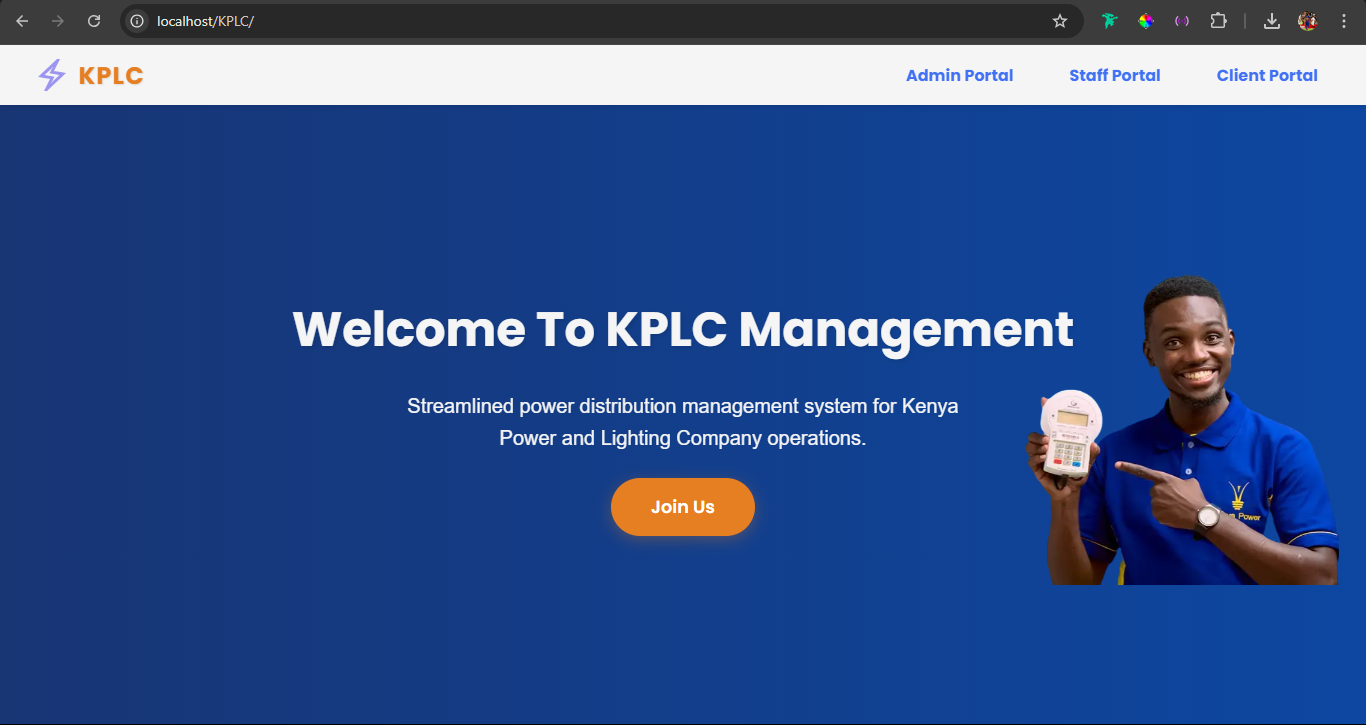 localhost/KPLC/
KPLC
Admin Portal
Staff Portal
Client Portal
Welcome To KPLC Management
Streamlined power distribution management system for Kenya
Power and Lighting Company operations.
Join Us
Power